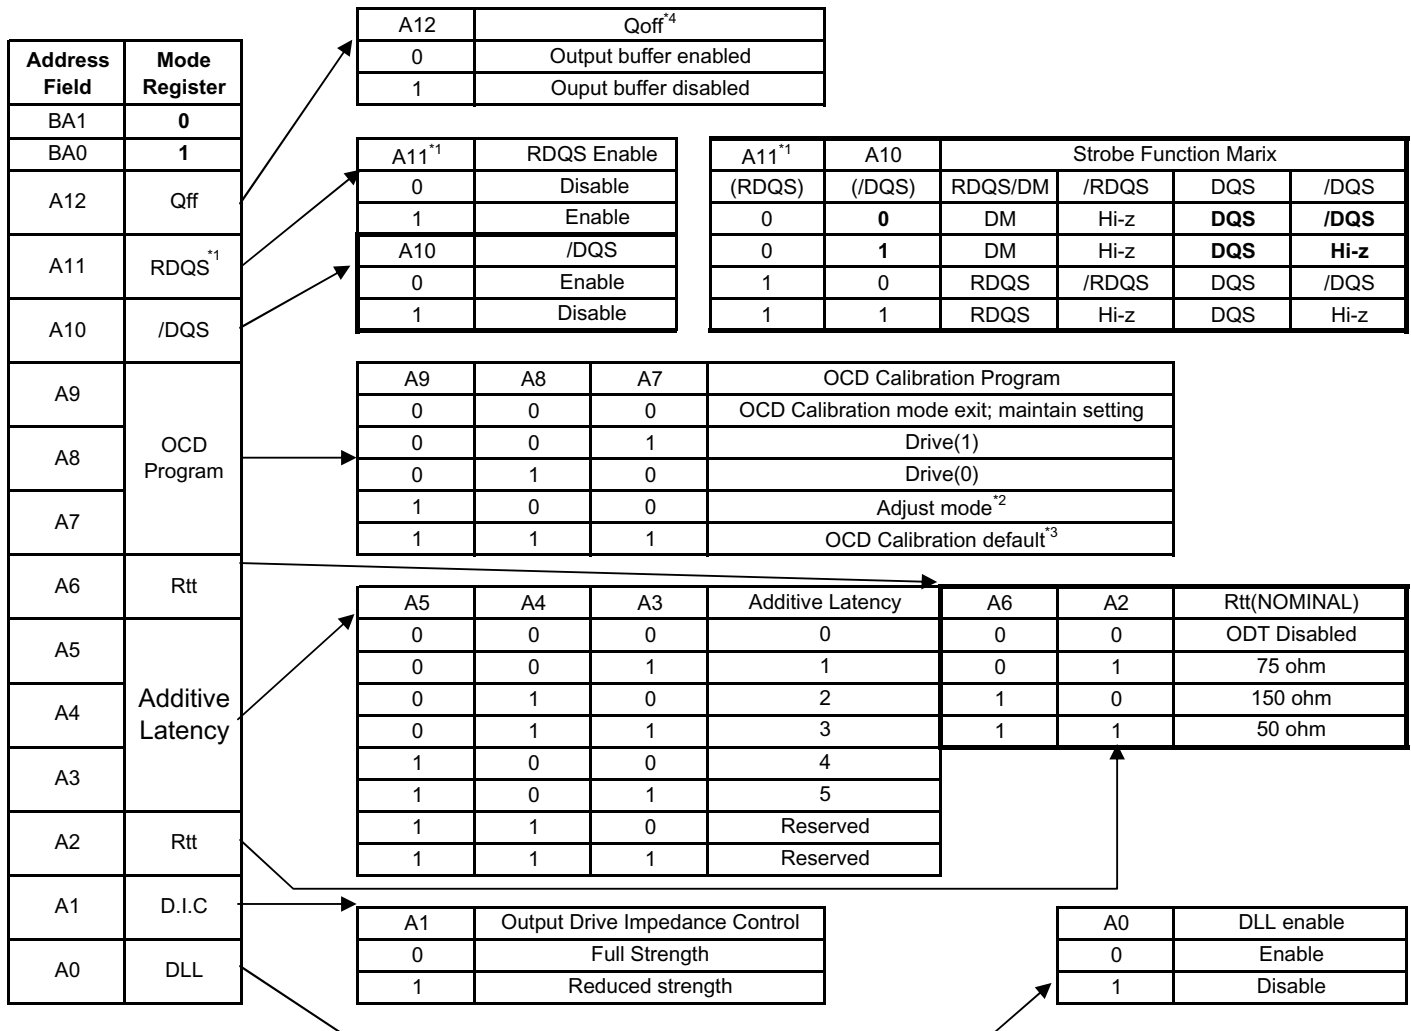 Address Field | Mode Register
BA1 | 0
BA0 | 1
A12 | Qff
A11 | RDQS*1
A10 | /DQS
A9
A8 | OCD Program
A7
A6 | Rtt
A5
A4 | Additive Latency
A3
A2 | Rtt
A1 | D.I.C
A0 | DLL
A12 | Qoff*4
0 | Output buffer enabled
1 | Ouput buffer disabled
A11*1 | RDQS Enable
0 | Disable
1 | Enable
A10 | /DQS
0 | Enable
1 | Disable
A11*1 | A10 | Strobe Function Marix
(RDQS) | (/DQS) | RDQS/DM | /RDQS | DQS | /DQS
0 | 0 | DM | Hi-z | DQS | /DQS
0 | 1 | DM | Hi-z | DQS | Hi-z
1 | 0 | RDQS | /RDQS | DQS | /DQS
1 | 1 | RDQS | Hi-z | DQS | Hi-z
A9 | A8 | A7 | OCD Calibration Program
0 | 0 | 0 | OCD Calibration mode exit; maintain setting
0 | 0 | 1 | Drive(1)
0 | 1 | 0 | Drive(0)
1 | 0 | 0 | Adjust mode*2
1 | 1 | 1 | OCD Calibration default*3
A5 | A4 | A3 | Additive Latency
0 | 0 | 0 | 0
0 | 0 | 1 | 1
0 | 1 | 0 | 2
0 | 1 | 1 | 3
1 | 0 | 0 | 4
1 | 0 | 1 | 5
1 | 1 | 0 | Reserved
1 | 1 | 1 | Reserved
A6 | A2 | Rtt(NOMINAL)
0 | 0 | ODT Disabled
0 | 1 | 75 ohm
1 | 0 | 150 ohm
1 | 1 | 50 ohm
A1 | Output Drive Impedance Control
0 | Full Strength
1 | Reduced strength
A0 | DLL enable
0 | Enable
1 | Disable